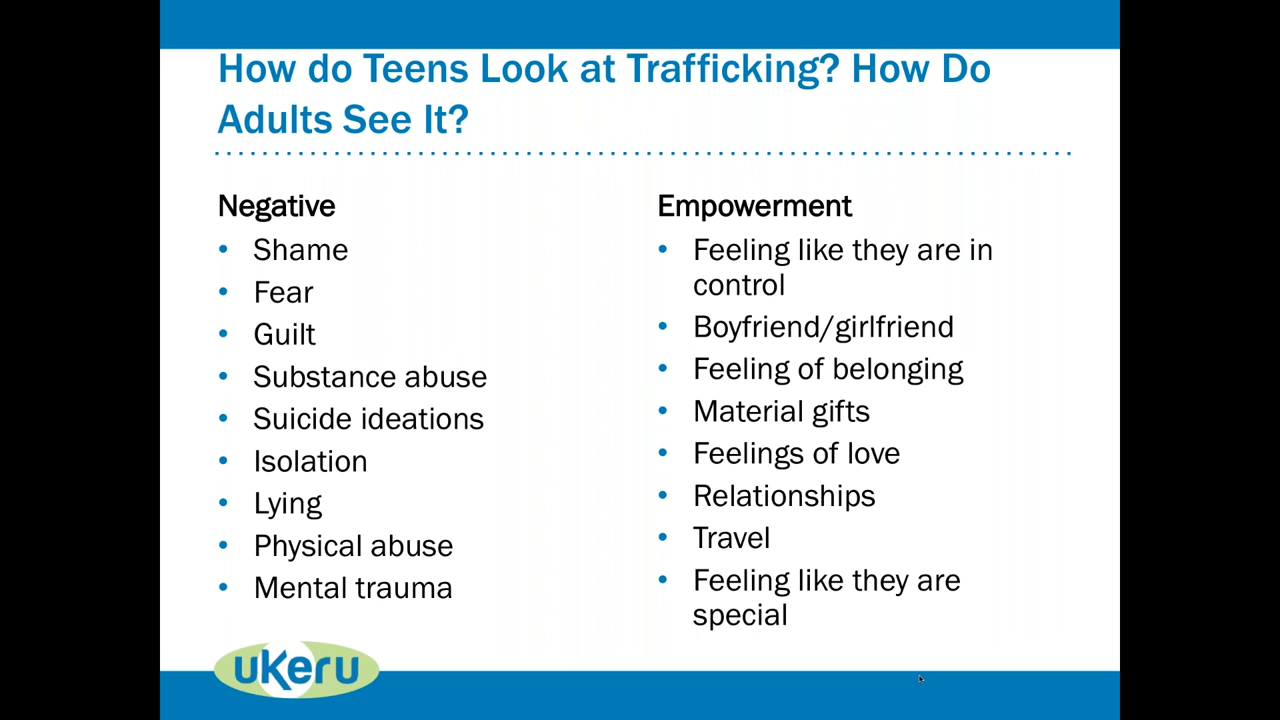 How do Teens Look at Trafficking? How Do
Adults See It?
Negative
• Shame
• Fear
• Guilt
• Substance abuse
• Suicide ideations
• Isolation
• Lying
• Physical abuse
• Mental trauma
Empowerment
• Feeling like they are in
control
• Boyfriend/girlfriend
• Feeling of belonging
• Material gifts
• Feelings of love
• Relationships
• Travel
• Feeling like they are
special
ukeru